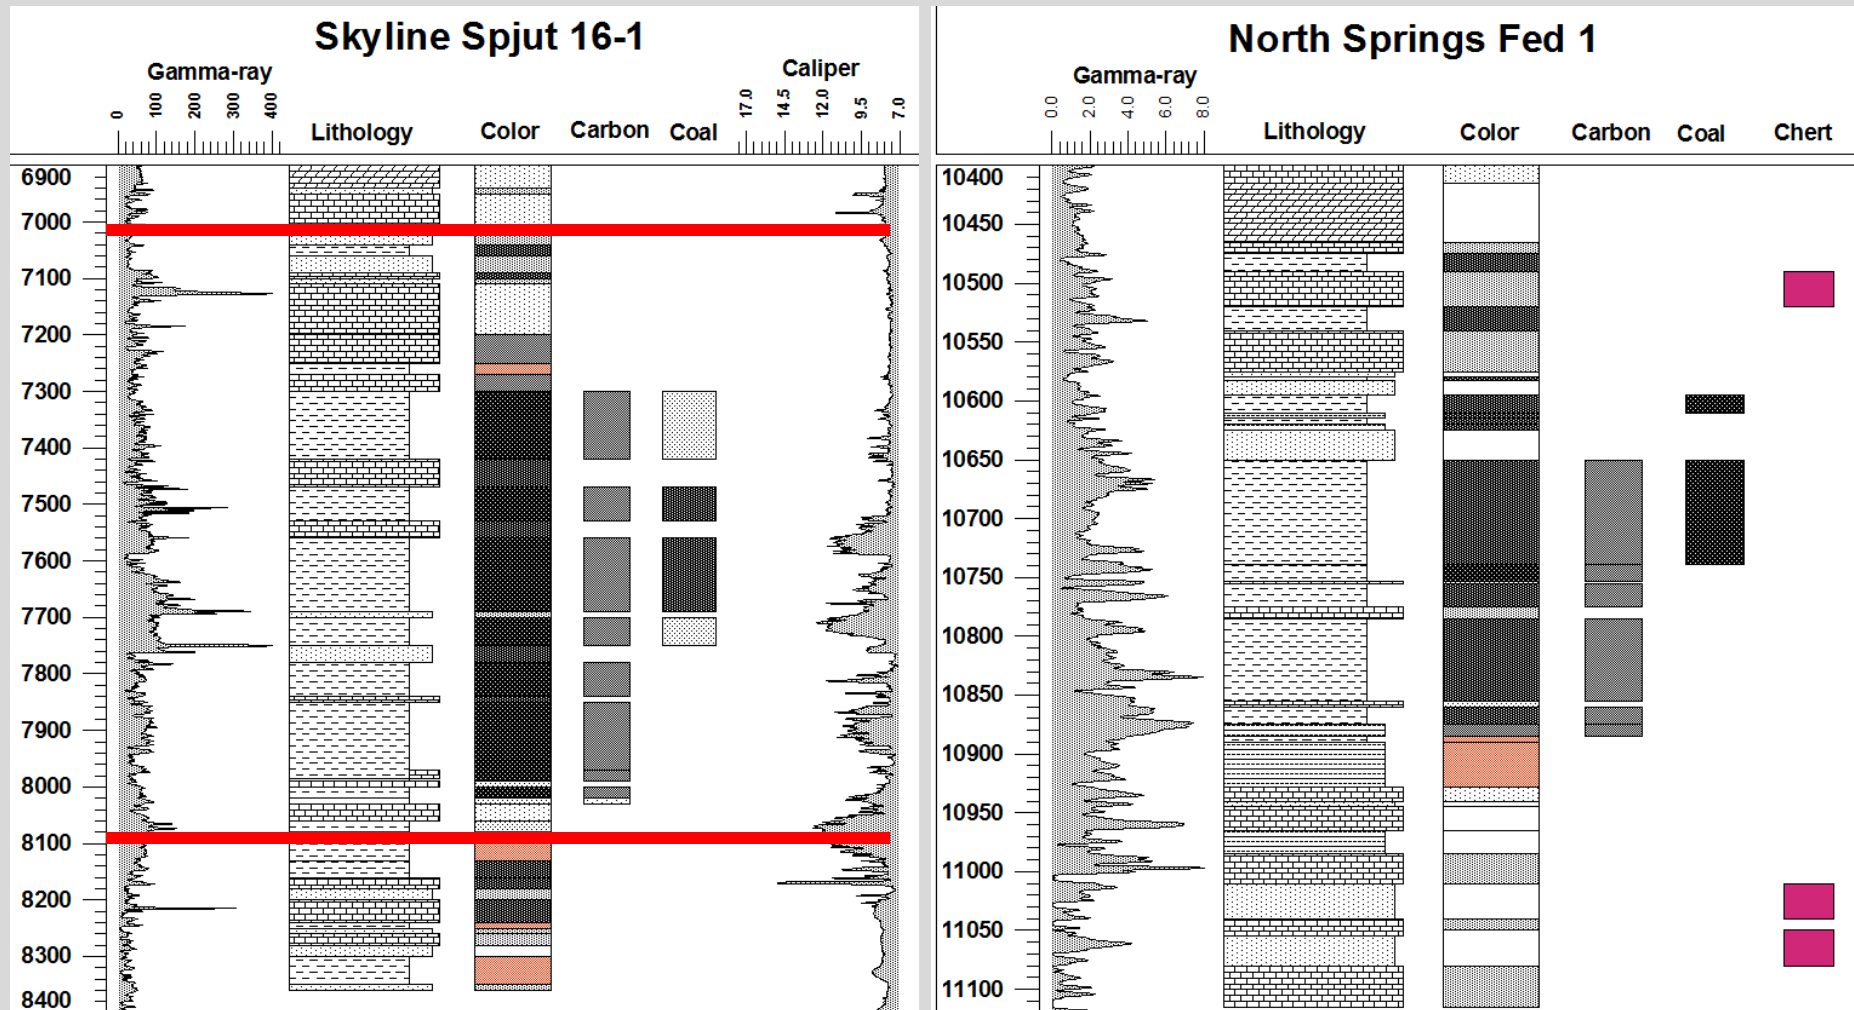 Skyline Spjut 16-1
Gamma-ray
0 100 200 300 400
Lithology
Color
Carbon
Coal
Caliper
17.0 14.5 12.0 9.5 7.0
6900
7000
7100
7200
7300
7400
7500
7600
7700
7800
7900
8000
8100
8200
8300
8400
North Springs Fed 1
Gamma-ray
0.0 2.0 4.0 6.0 8.0
Lithology
Color
Carbon
Coal
Chert
10400
10450
10500
10550
10600
10650
10700
10750
10800
10850
10900
10950
11000
11050
11100